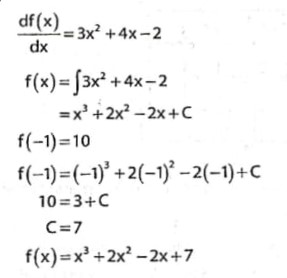 df(x)/dx = 3x² + 4x − 2
f(x) = ∫3x² + 4x − 2
= x³ + 2x² − 2x + C
f(−1) = 10
f(−1) = (−1)³ + 2(−1)² − 2(−1) + C
10 = 3 + C
C = 7
f(x) = x³ + 2x² − 2x + 7